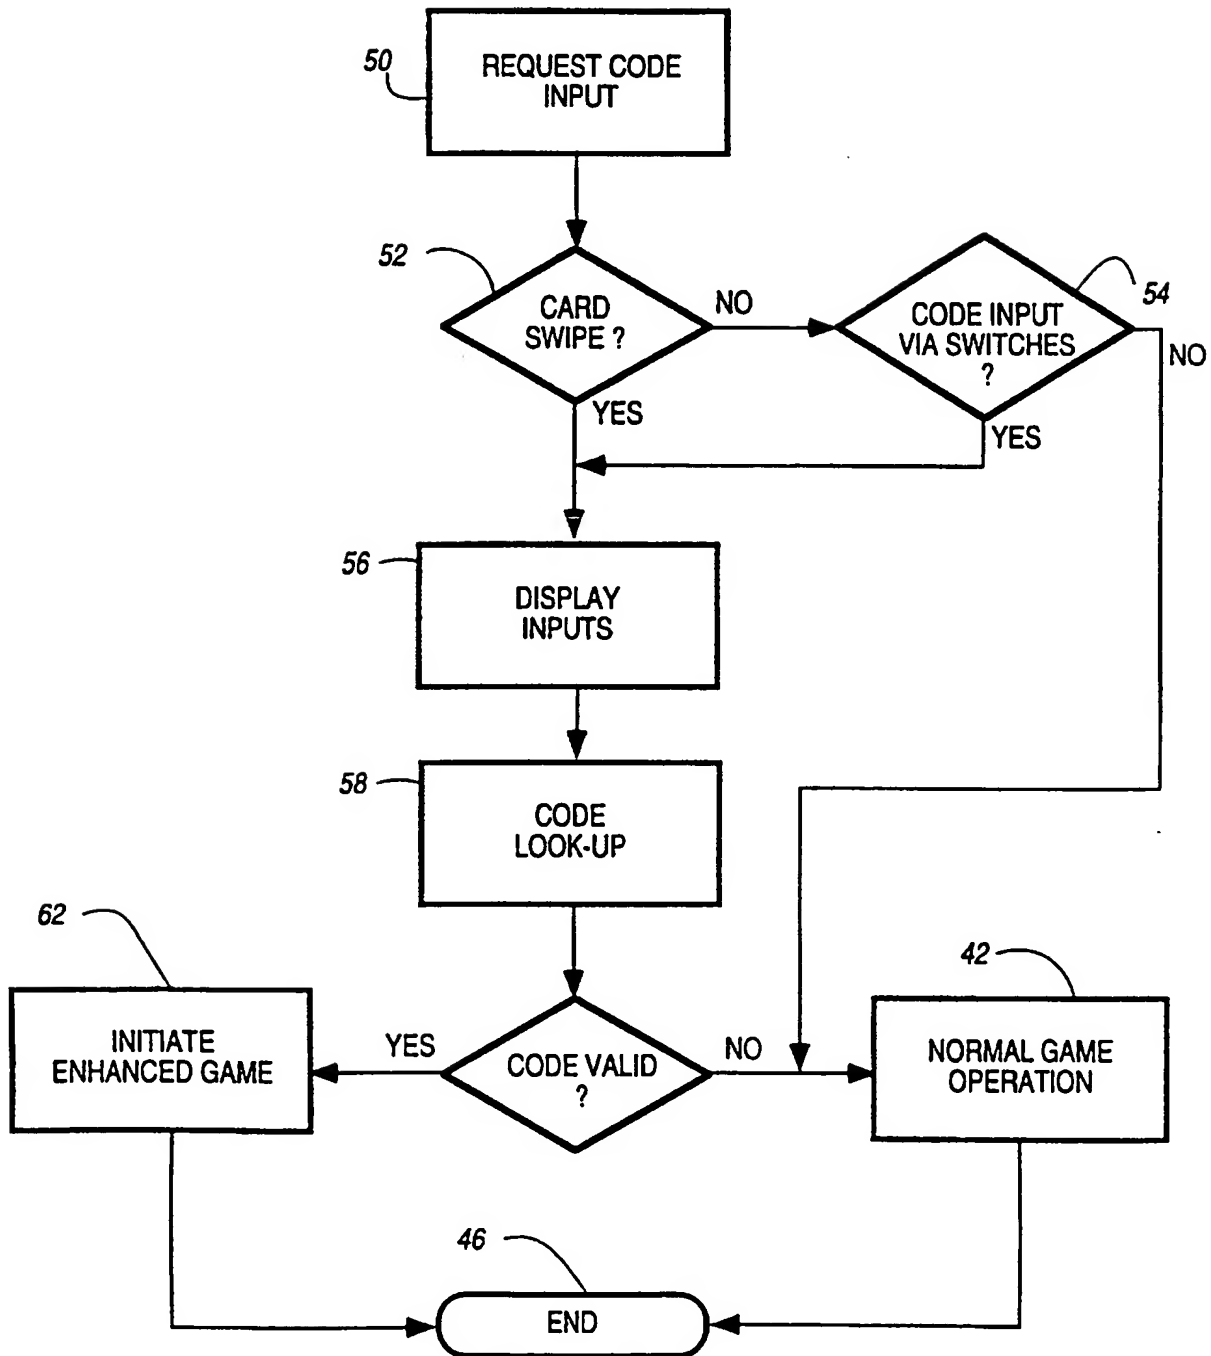 50
REQUEST CODE
INPUT
52
CARD
SWIPE ?
NO
YES
54
CODE INPUT
VIA SWITCHES
?
NO
YES
56
DISPLAY
INPUTS
58
CODE
LOOK-UP
62
INITIATE
ENHANCED GAME
YES
CODE VALID
?
NO
42
NORMAL GAME
OPERATION
46
END